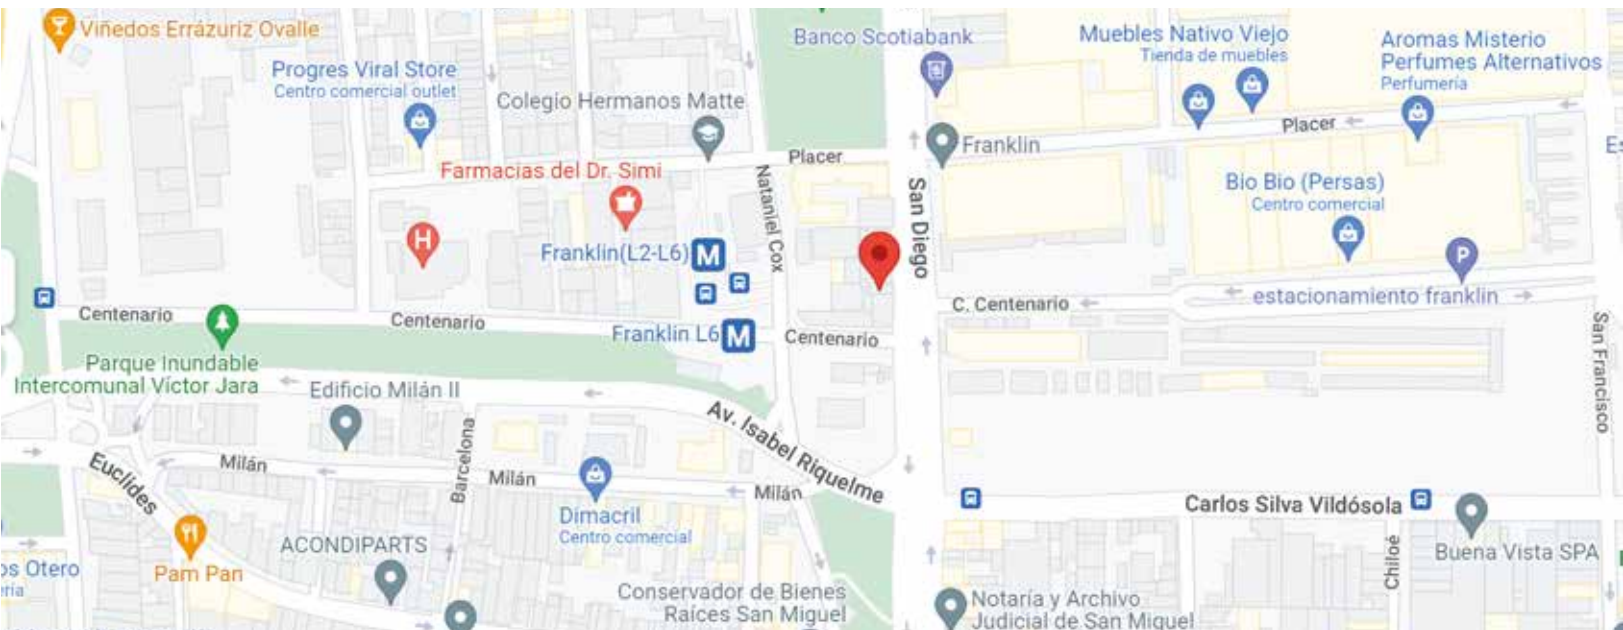 Viñedos Errázuriz Ovalle
Banco Scotiabank
Muebles Nativo Viejo
Tienda de muebles
Aromas Misterio
Perfumes Alternativos
Perfumería
Progres Viral Store
Centro comercial outlet
Colegio Hermanos Matte
Placer
Franklin
Placer
Farmacias del Dr. Simi
Nataniel Cox
San Diego
Bio Bio (Persas)
Centro comercial
H
Franklin(L2-L6)
M
P
estacionamiento franklin
C. Centenario
Centenario
Centenario
Franklin L6
M
Centenario
San Francisco
Parque Inundable
Intercomunal Víctor Jara
Edificio Milán II
Av. Isabel Riquelme
Barcelona
Euclides
Milán
Milán
Milán
Carlos Silva Vildósola
Dimacril
Centro comercial
ACONDIPARTS
Pam Pan
os Otero
ería
Chiloé
Buena Vista SPA
Conservador de Bienes
Raíces San Miguel
Notaría y Archivo
Judicial de San Miguel